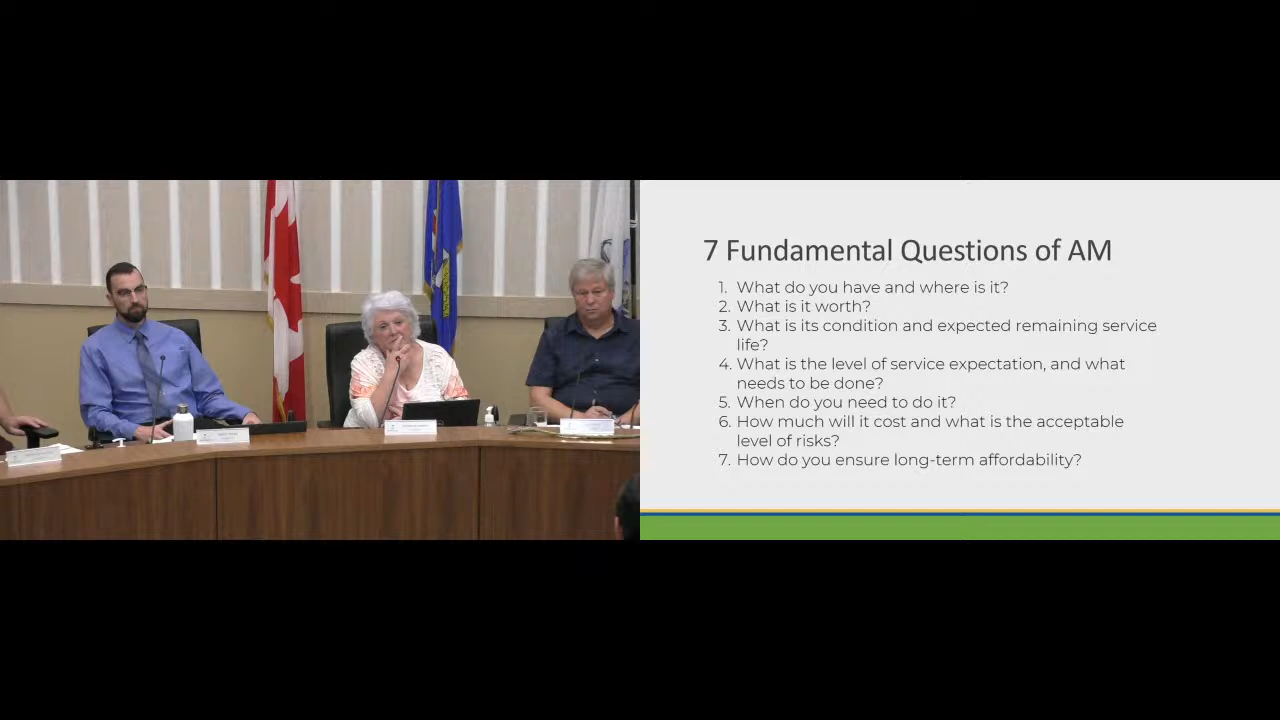 7 Fundamental Questions of AM
1. What do you have and where is it?
2. What is it worth?
3. What is its condition and expected remaining service
life?
4. What is the level of service expectation, and what
needs to be done?
5. When do you need to do it?
6. How much will it cost and what is the acceptable
level of risks?
7. How do you ensure long-term affordability?